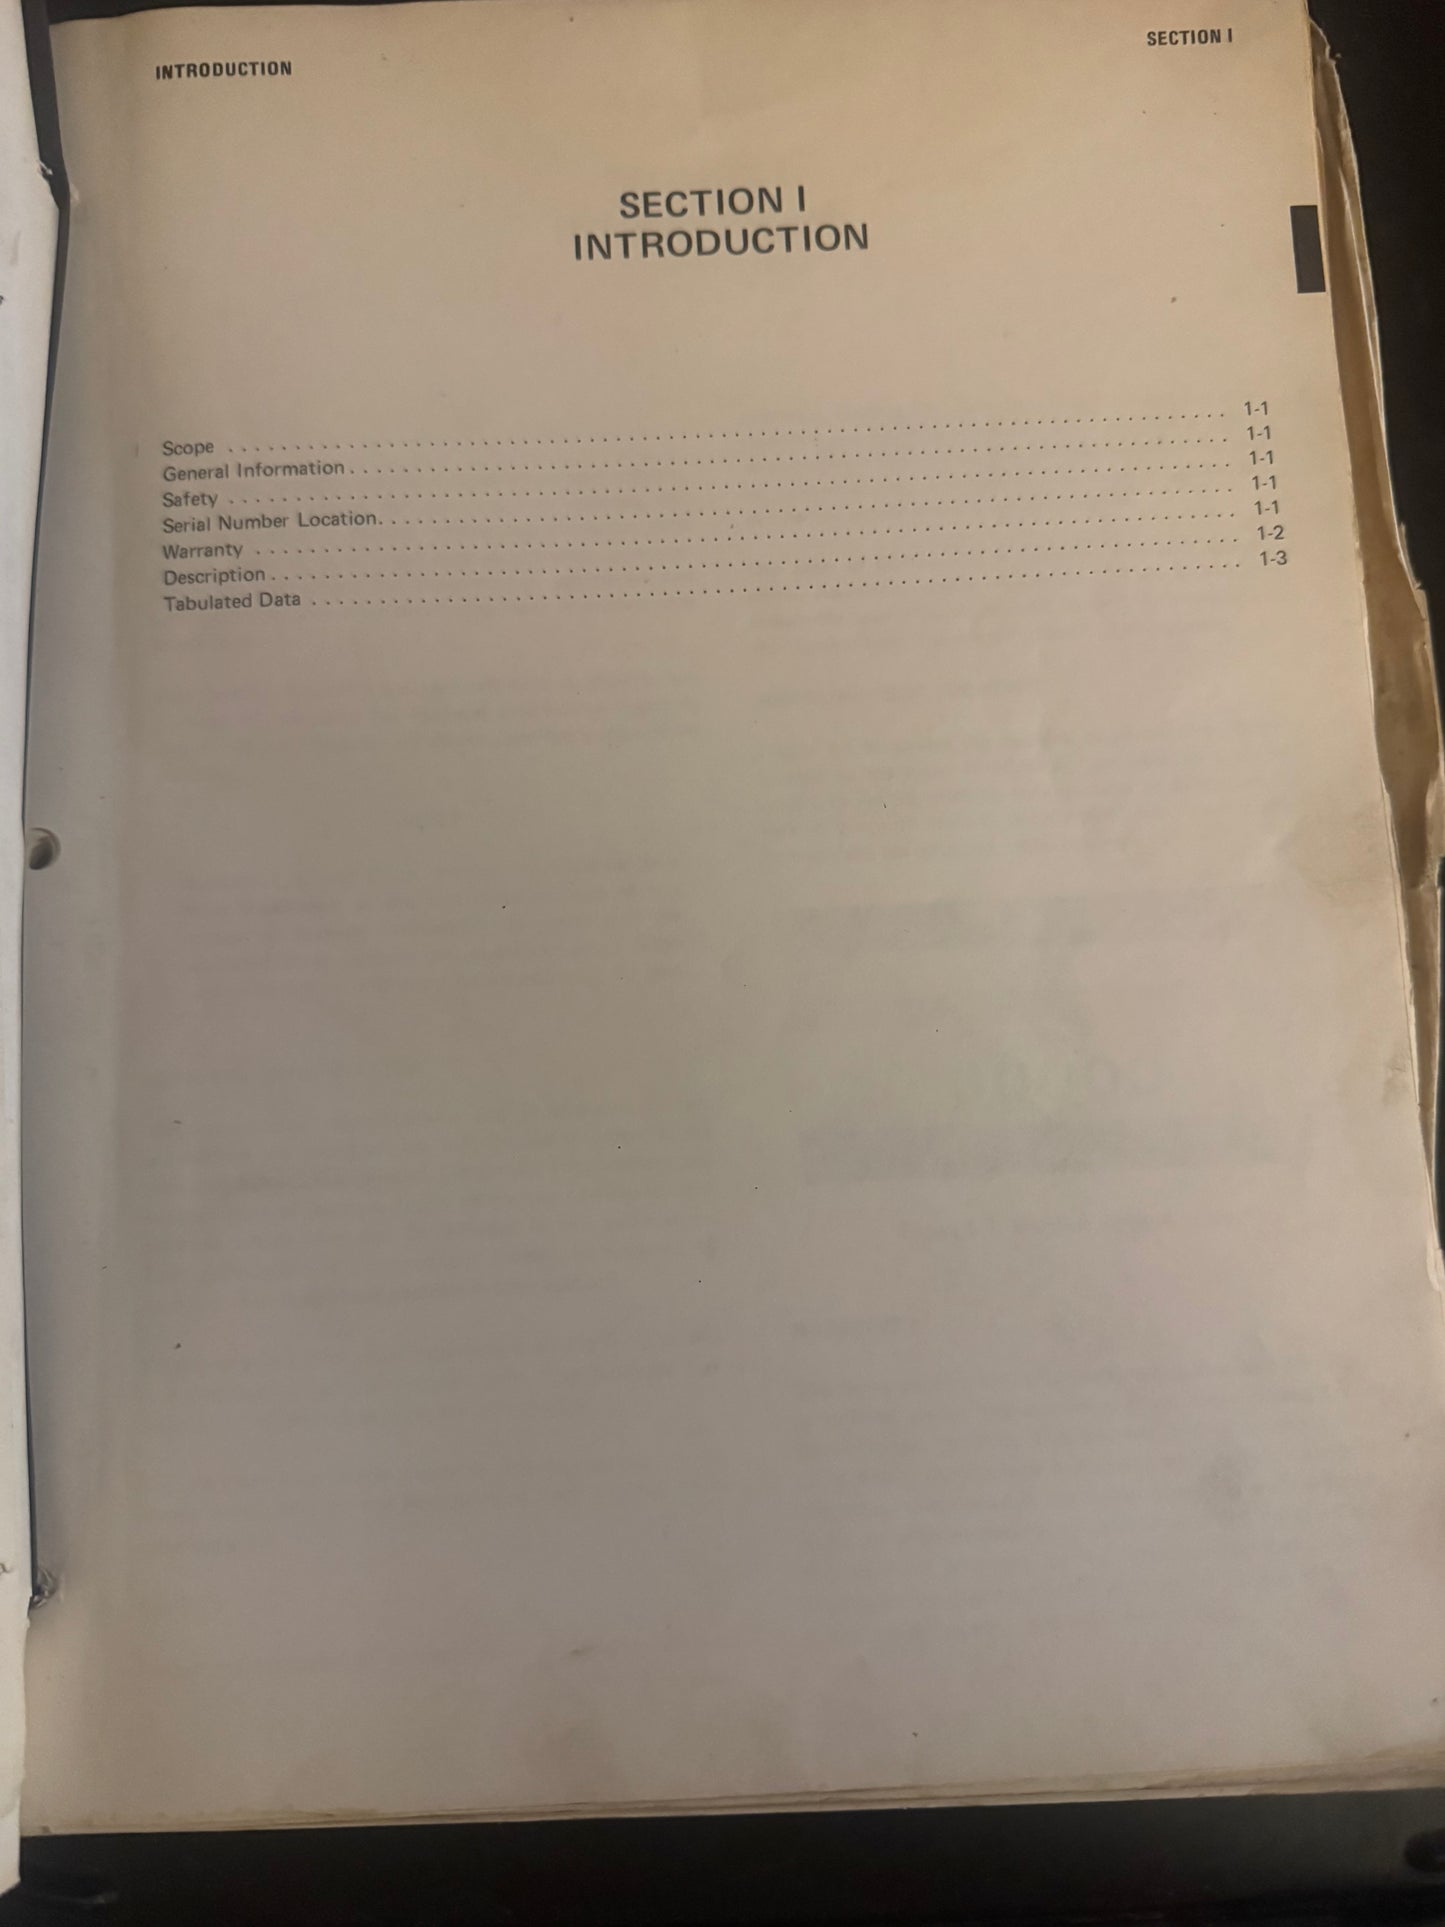 INTRODUCTION
SECTION I
SECTION I
INTRODUCTION
Scope . . . . . . . . . . . . . . . . . . . . . . . . . . . . . . . . . . . . . . . . 1-1
General Information . . . . . . . . . . . . . . . . . . . . . . . . . . . . . . . . 1-1
Safety . . . . . . . . . . . . . . . . . . . . . . . . . . . . . . . . . . . . . . . . 1-1
Serial Number Location. . . . . . . . . . . . . . . . . . . . . . . . . . . . . . . 1-1
Warranty . . . . . . . . . . . . . . . . . . . . . . . . . . . . . . . . . . . . . . 1-1
Description . . . . . . . . . . . . . . . . . . . . . . . . . . . . . . . . . . . . . 1-2
Tabulated Data . . . . . . . . . . . . . . . . . . . . . . . . . . . . . . . . . . . 1-3